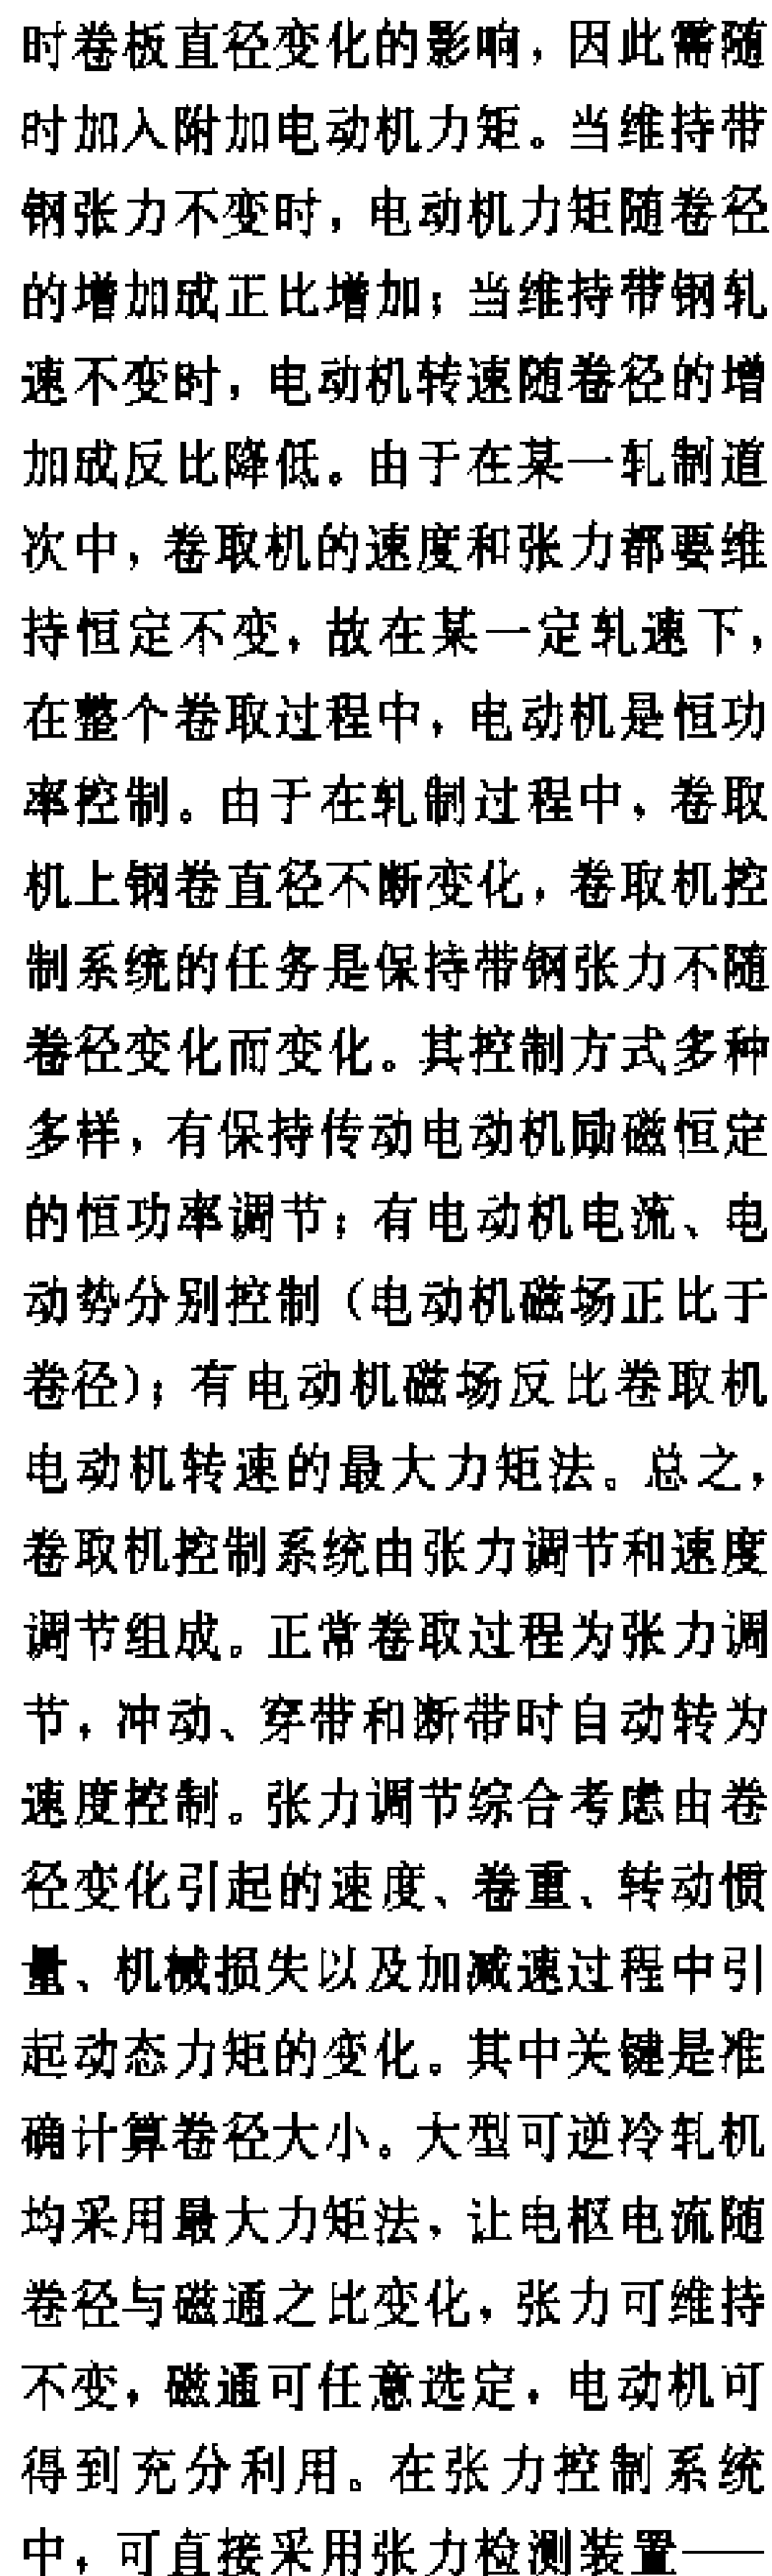 时卷板直径变化的影响，因此需随
时加入附加电动机力矩。当维持带
钢张力不变时，电动机力矩随卷径
的增加成正比增加；当维持带钢轧
速不变时，电动机转速随卷径的增
加成反比降低。由于在某一轧制道
次中，卷取机的速度和张力都要维
持恒定不变，故在某一定轧速下，
在整个卷取过程中，电动机是恒功
率控制。由于在轧制过程中，卷取
机上钢卷直径不断变化，卷取机控
制系统的任务是保持带钢张力不随
卷径变化而变化。其控制方式多种
多样，有保持传动电动机励磁恒定
的恒功率调节；有电动机电流、电
动势分别控制（电动机磁场正比于
卷径）；有电动机磁场反比卷取机
电动机转速的最大力矩法。总之，
卷取机控制系统由张力调节和速度
调节组成。正常卷取过程为张力调
节，冲动、穿带和断带时自动转为
速度控制。张力调节综合考虑由卷
径变化引起的速度、卷重、转动惯
量、机械损失以及加减速过程中引
起动态力矩的变化。其中关键是准
确计算卷径大小。大型可逆冷轧机
均采用最大力矩法，让电枢电流随
卷径与磁通之比变化，张力可维持
不变，磁通可任意选定，电动机可
得到充分利用。在张力控制系统
中，可直接采用张力检测装置——